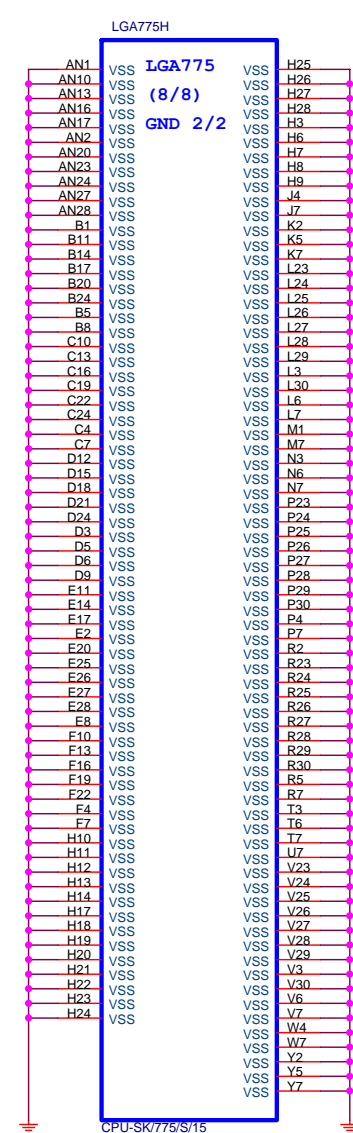 LGA775H
AN1 VSS LGA775 VSS H25
AN10 VSS VSS H26
AN13 VSS (8/8) VSS H27
AN16 VSS VSS H28
AN17 VSS GND 2/2 VSS H3
AN2 VSS VSS H6
AN20 VSS VSS H7
AN23 VSS VSS H8
AN24 VSS VSS H9
AN27 VSS VSS J4
AN28 VSS VSS J7
B1 VSS VSS K2
B11 VSS VSS K5
B14 VSS VSS K7
B17 VSS VSS L23
B20 VSS VSS L24
B24 VSS VSS L25
B5 VSS VSS L26
B8 VSS VSS L27
C10 VSS VSS L28
C13 VSS VSS L29
C16 VSS VSS L3
C19 VSS VSS L30
C22 VSS VSS L6
C24 VSS VSS L7
C4 VSS VSS M1
C7 VSS VSS M7
D12 VSS VSS N3
D15 VSS VSS N6
D18 VSS VSS N7
D21 VSS VSS P23
D24 VSS VSS P24
D3 VSS VSS P25
D5 VSS VSS P26
D6 VSS VSS P27
D9 VSS VSS P28
E11 VSS VSS P29
E14 VSS VSS P30
E17 VSS VSS P4
E2 VSS VSS P7
E20 VSS VSS R2
E25 VSS VSS R23
E26 VSS VSS R24
E27 VSS VSS R25
E28 VSS VSS R26
E8 VSS VSS R27
F10 VSS VSS R28
F13 VSS VSS R29
F16 VSS VSS R30
F19 VSS VSS R5
F22 VSS VSS R7
F4 VSS VSS T3
F7 VSS VSS T6
H10 VSS VSS T7
H11 VSS VSS U7
H12 VSS VSS V23
H13 VSS VSS V24
H14 VSS VSS V25
H17 VSS VSS V26
H18 VSS VSS V27
H19 VSS VSS V28
H20 VSS VSS V29
H21 VSS VSS V3
H22 VSS VSS V30
H23 VSS VSS V6
H24 VSS VSS V7
VSS W4
VSS W7
VSS Y2
VSS Y5
VSS Y7
CPU-SK/775/S/15